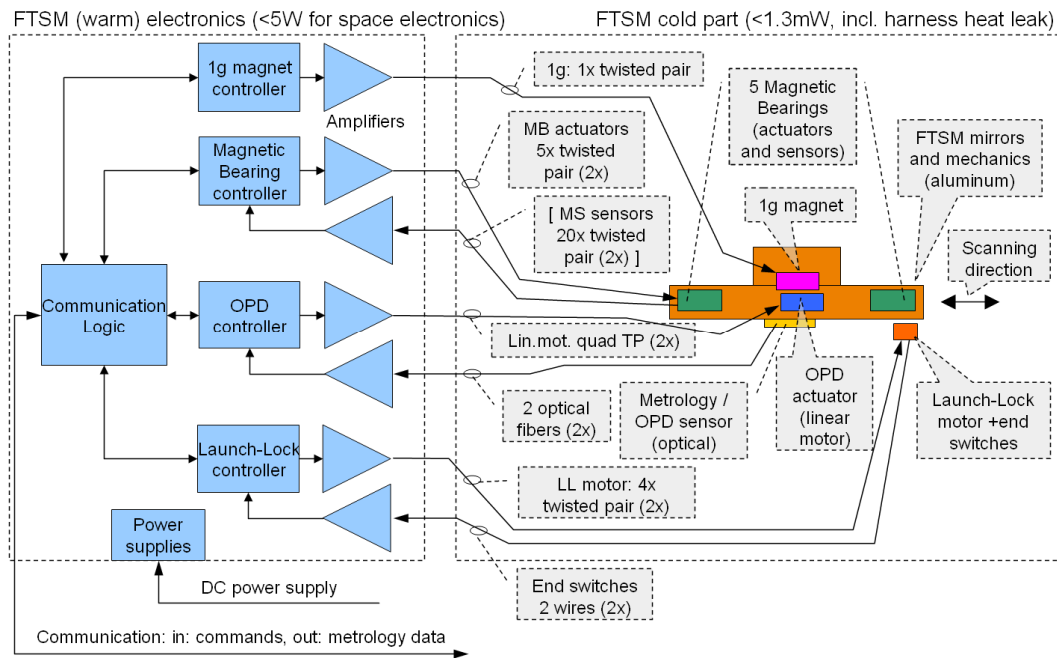 FTSM (warm) electronics (<5W for space electronics)
FTSM cold part (<1.3mW, incl. harness heat leak)
1g magnet
controller
Amplifiers
Magnetic
Bearing
controller
Communication
Logic
OPD
controller
Launch-Lock
controller
Power
supplies
DC power supply
Communication: in: commands, out: metrology data
1g: 1x twisted pair
MB actuators
5x twisted
pair (2x)
[ MS sensors
20x twisted
pair (2x) ]
Lin.mot. quad TP (2x)
2 optical
fibers (2x)
LL motor: 4x
twisted pair (2x)
End switches
2 wires (2x)
5 Magnetic
Bearings
(actuators
and sensors)
1g magnet
FTSM mirrors
and mechanics
(aluminum)
Scanning
direction
Metrology /
OPD sensor
(optical)
OPD
actuator
(linear
motor)
Launch-Lock
motor +end
switches